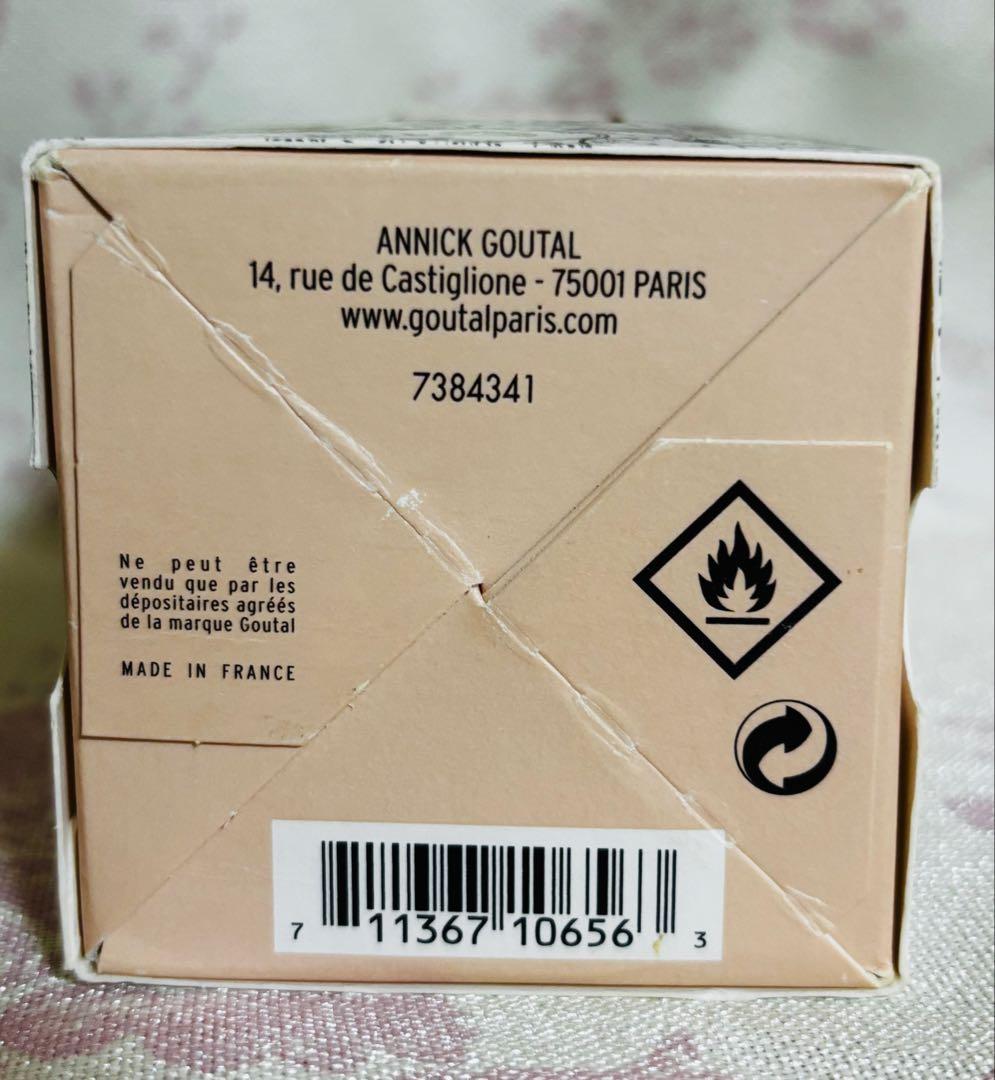 ANNICK GOUTAL
14, rue de Castiglione - 75001 PARIS
www.goutalparis.com
7384341
Ne peut être
vendu que par les
dépositaires agréés
de la marque Goutal
MADE IN FRANCE
7 11367 10656 3